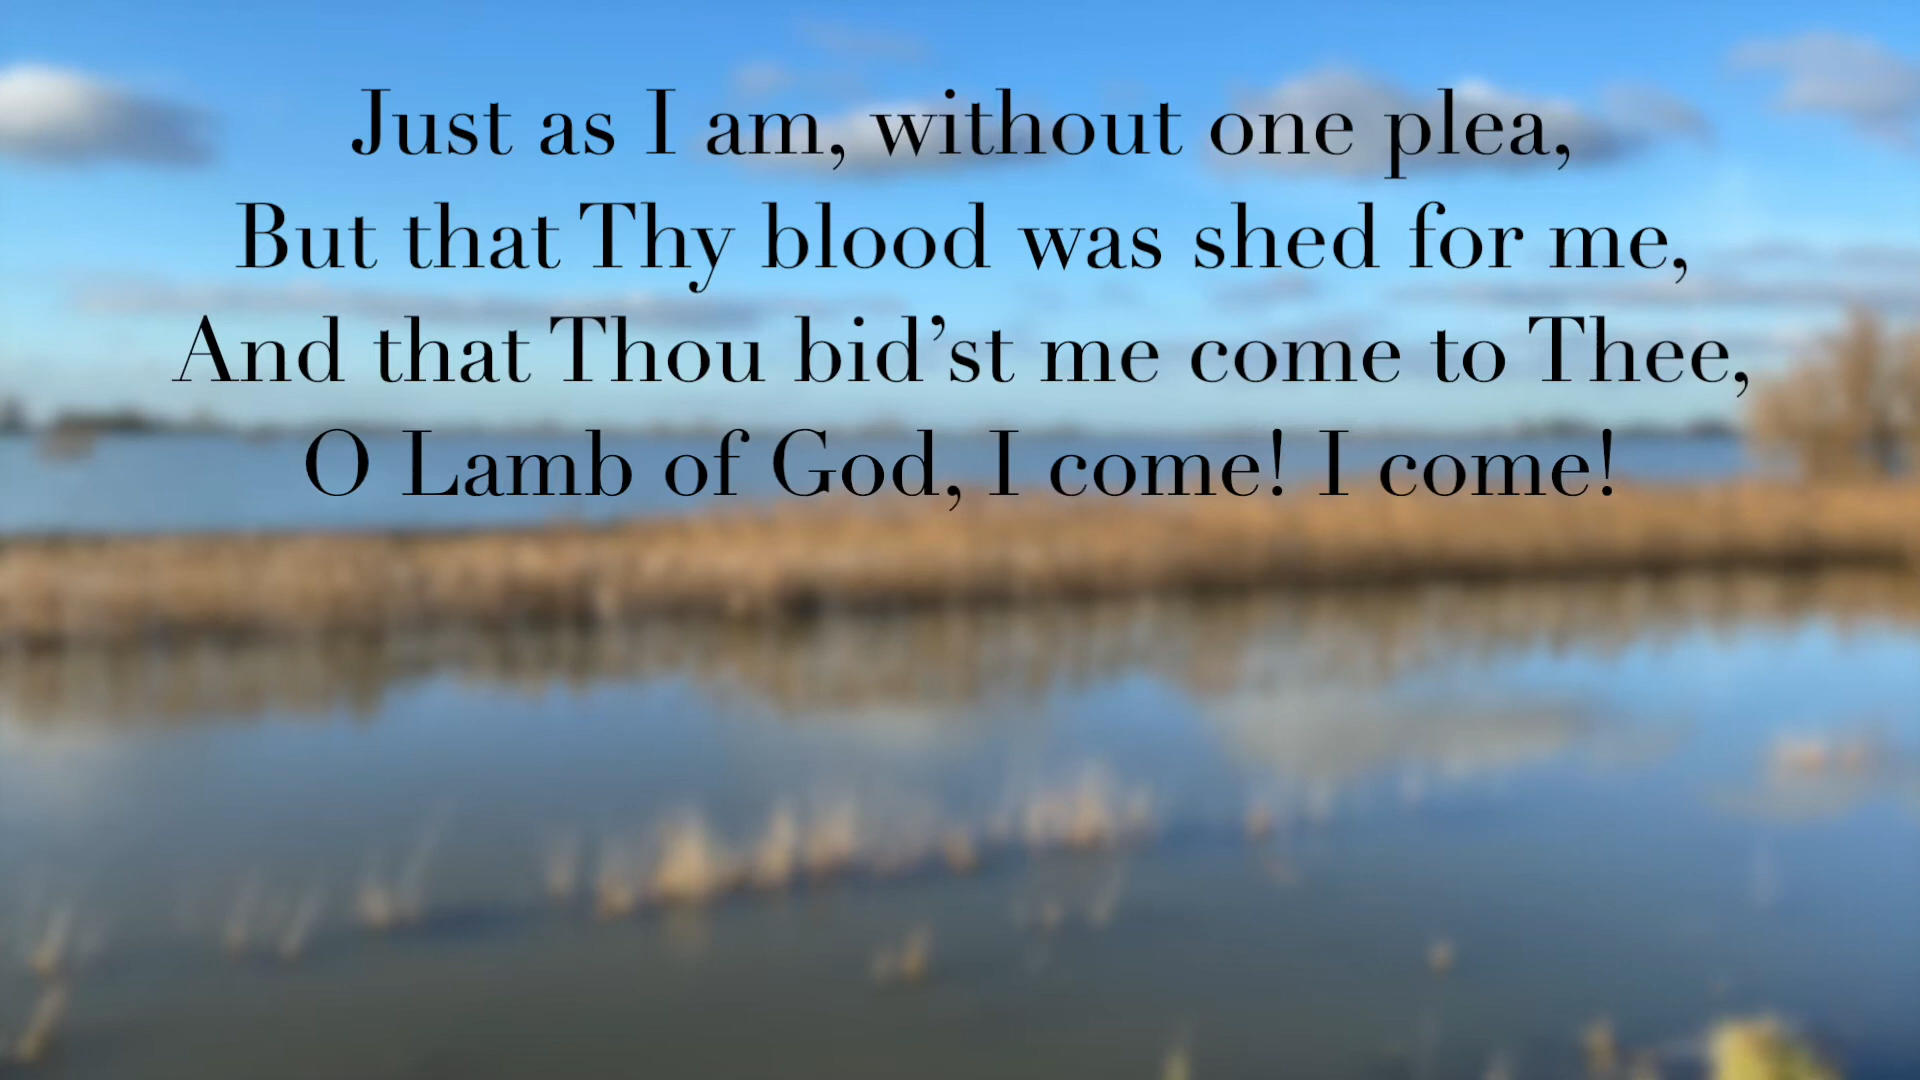 Just as I am, without one plea,
But that Thy blood was shed for me,
And that Thou bid’st me come to Thee,
O Lamb of God, I come! I come!